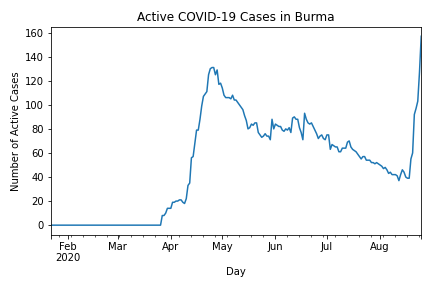 Active COVID-19 Cases in Burma
160
140
120
100
80
60
40
20
0
Number of Active Cases
Feb Mar Apr May Jun Jul Aug
2020
Day